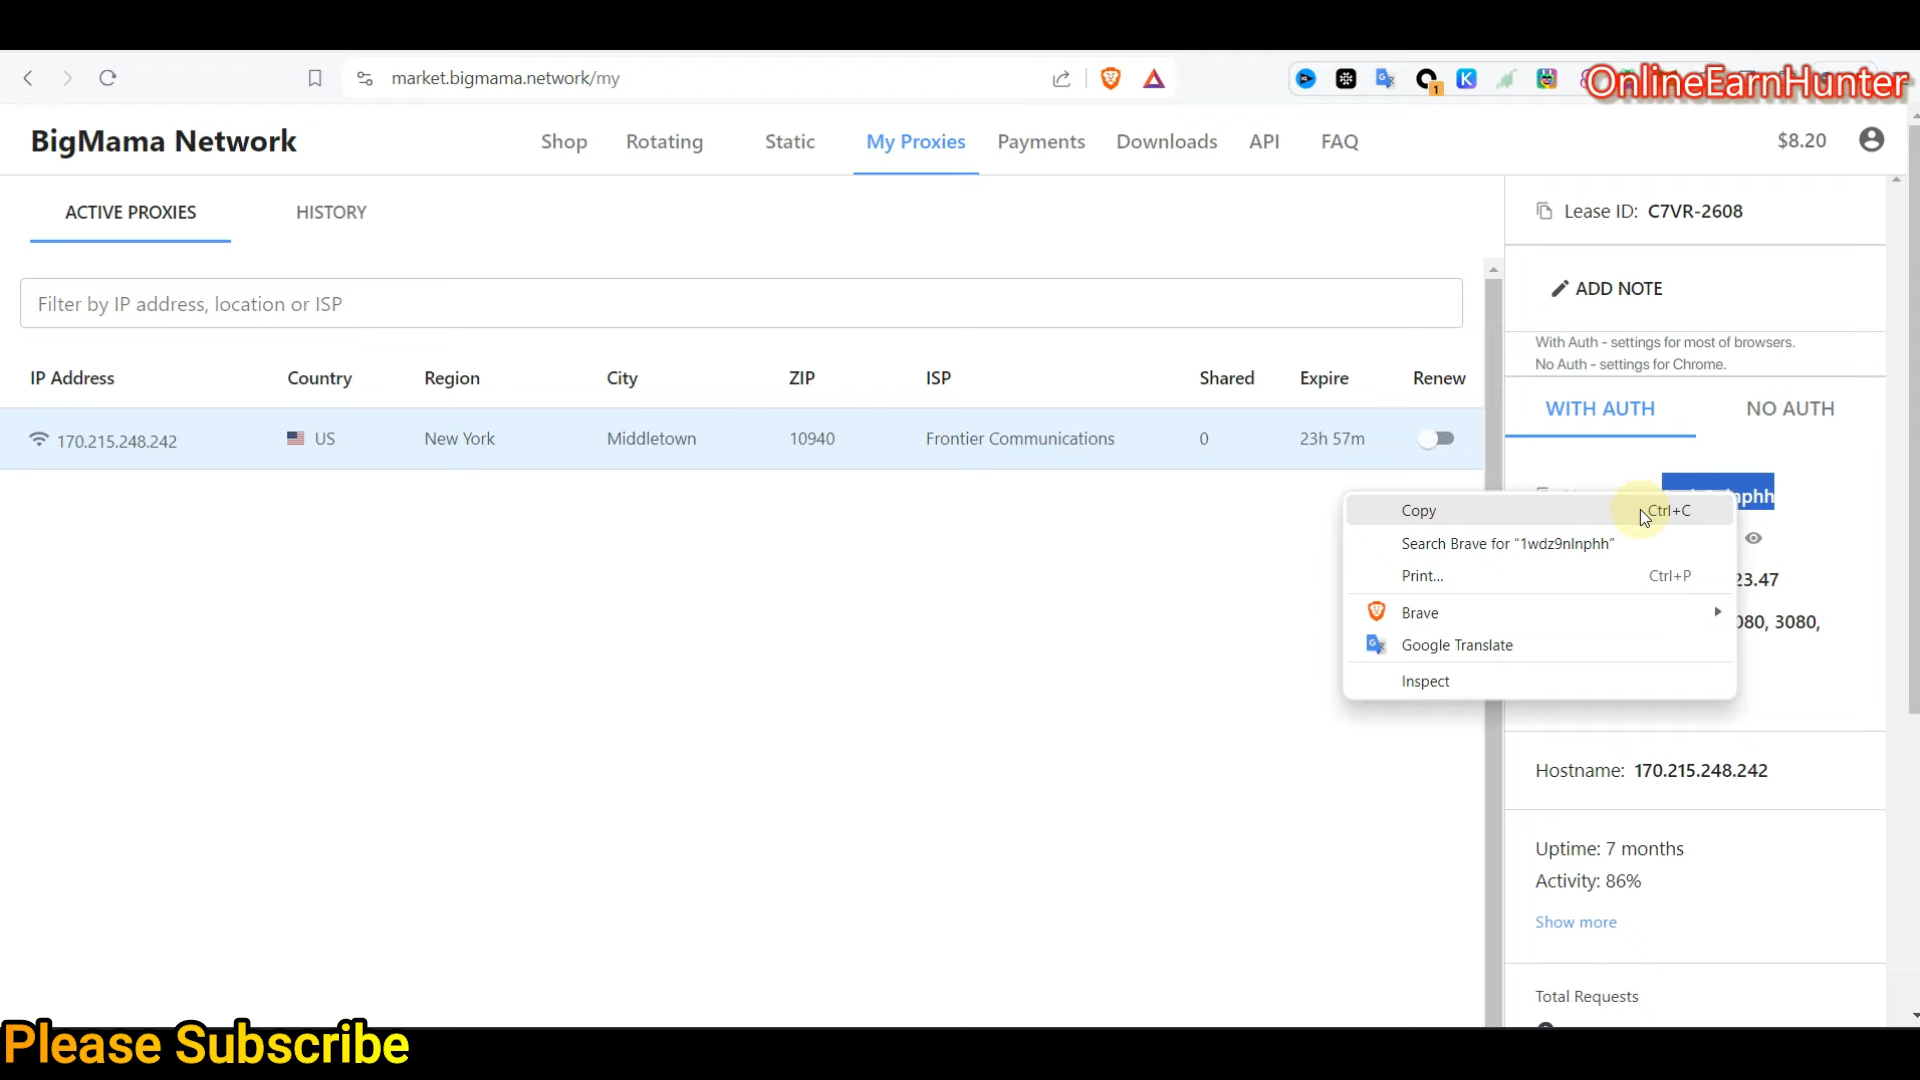 market.bigmama.network/my
1
OnlineEarnHunter
BigMama Network
Shop
Rotating
Static
My Proxies
Payments
Downloads
API
FAQ
$8.20
ACTIVE PROXIES
HISTORY
Filter by IP address, location or ISP
IP Address Country Region City ZIP ISP Shared Expire Renew
170.215.248.242 US New York Middletown 10940 Frontier Communications 0 23h 57m
Lease ID: C7VR-2608
ADD NOTE
With Auth - settings for most of browsers.
No Auth - settings for Chrome.
WITH AUTH
NO AUTH
nphh
Copy Ctrl+C
Search Brave for "1wdz9nlnphh"
Print... Ctrl+P
Brave
Google Translate
Inspect
23.47
080, 3080,
Hostname: 170.215.248.242
Uptime: 7 months
Activity: 86%
Show more
Total Requests
Please Subscribe